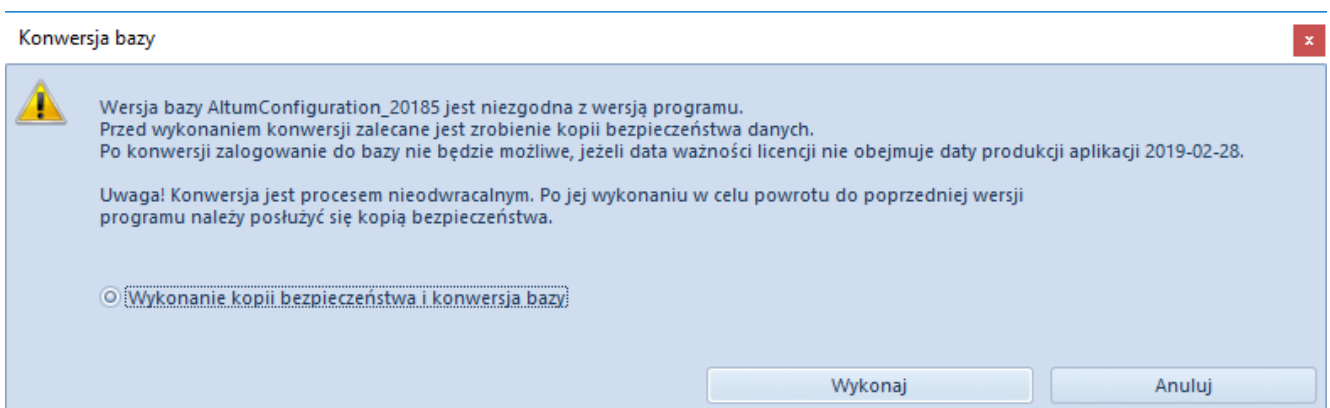 Konwersja bazy
x
Wersja bazy AltumConfiguration_20185 jest niezgodna z wersją programu.
Przed wykonaniem konwersji zalecane jest zrobienie kopii bezpieczeństwa danych.
Po konwersji zalogowanie do bazy nie będzie możliwe, jeżeli data ważności licencji nie obejmuje daty produkcji aplikacji 2019-02-28.
Uwaga! Konwersja jest procesem nieodwracalnym. Po jej wykonaniu w celu powrotu do poprzedniej wersji
programu należy posłużyć się kopią bezpieczeństwa.
Wykonanie kopii bezpieczeństwa i konwersja bazy
Wykonaj Anuluj